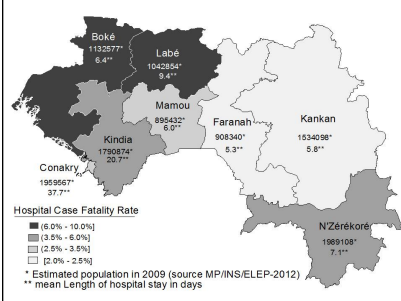 Boké
1132577*
6.4**
Labé
1042854*
9.4**
Mamou
895432*
6.0**
Faranah
908340*
5.3**
Kankan
1534098*
5.8**
Kindia
1790874*
20.7**
Conakry
1959567*
37.7**
N'Zérékoré
1989108*
7.1**
Hospital Case Fatality Rate
(6.0% - 10.0%]
(3.5% - 6.0%]
(2.5% - 3.5%]
[2.0% - 2.5%]
* Estimated population in 2009 (source MP/INS/ELEP-2012)
** mean Length of hospital stay in days